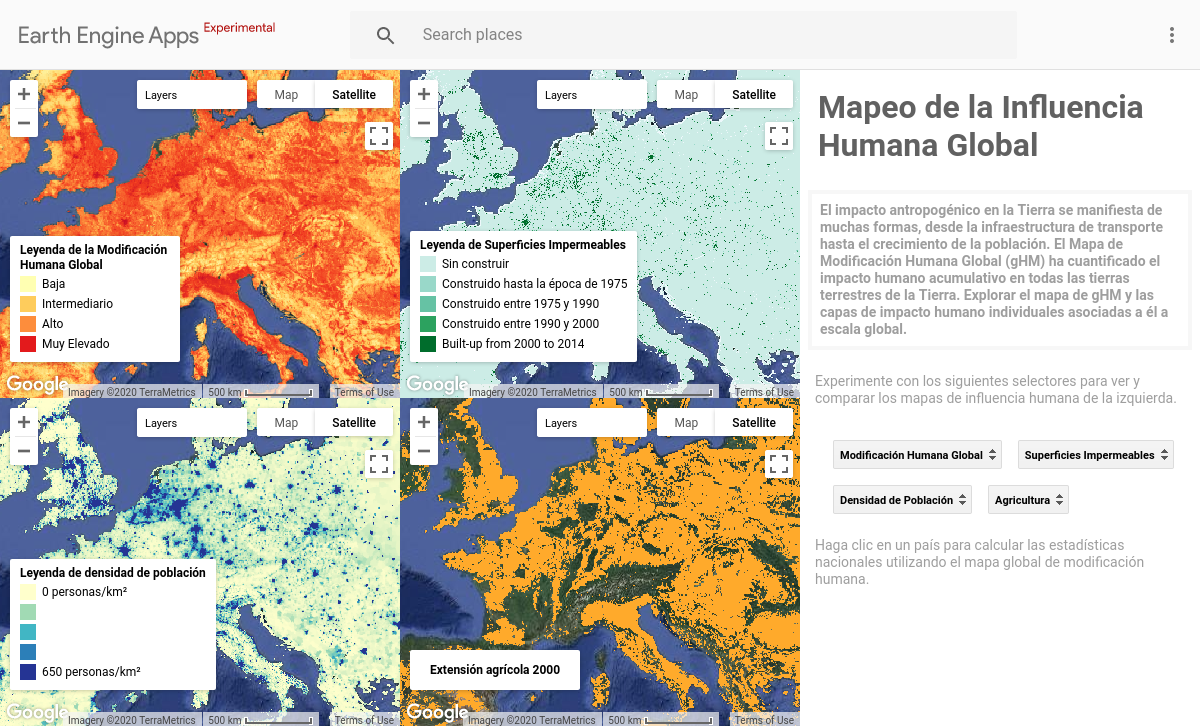 Earth Engine Apps Experimental
Search places
+
−
Layers
Map
Satellite
Leyenda de la Modificación
Humana Global
Baja
Intermediario
Alto
Muy Elevado
Google
Imagery ©2020 TerraMetrics
500 km
Terms of Use
+
−
Layers
Map
Satellite
Leyenda de Superficies Impermeables
Sin construir
Construido hasta la época de 1975
Construido entre 1975 y 1990
Construido entre 1990 y 2000
Built-up from 2000 to 2014
Google
Imagery ©2020 TerraMetrics
500 km
Terms of Use
+
−
Layers
Map
Satellite
Leyenda de densidad de población
0 personas/km²
650 personas/km²
Google
Imagery ©2020 TerraMetrics
500 km
Terms of Use
+
−
Layers
Map
Satellite
Extensión agrícola 2000
Google
Imagery ©2020 TerraMetrics
500 km
Terms of Use
Mapeo de la Influencia
Humana Global
El impacto antropogénico en la Tierra se manifiesta de
muchas formas, desde la infraestructura de transporte
hasta el crecimiento de la población. El Mapa de
Modificación Humana Global (gHM) ha cuantificado el
impacto humano acumulativo en todas las tierras
terrestres de la Tierra. Explorar el mapa de gHM y las
capas de impacto humano individuales asociadas a él a
escala global.
Experimente con los siguientes selectores para ver y
comparar los mapas de influencia humana de la izquierda.
Modificación Humana Global
Superficies Impermeables
Densidad de Población
Agricultura
Haga clic en un país para calcular las estadísticas
nacionales utilizando el mapa global de modificación
humana.